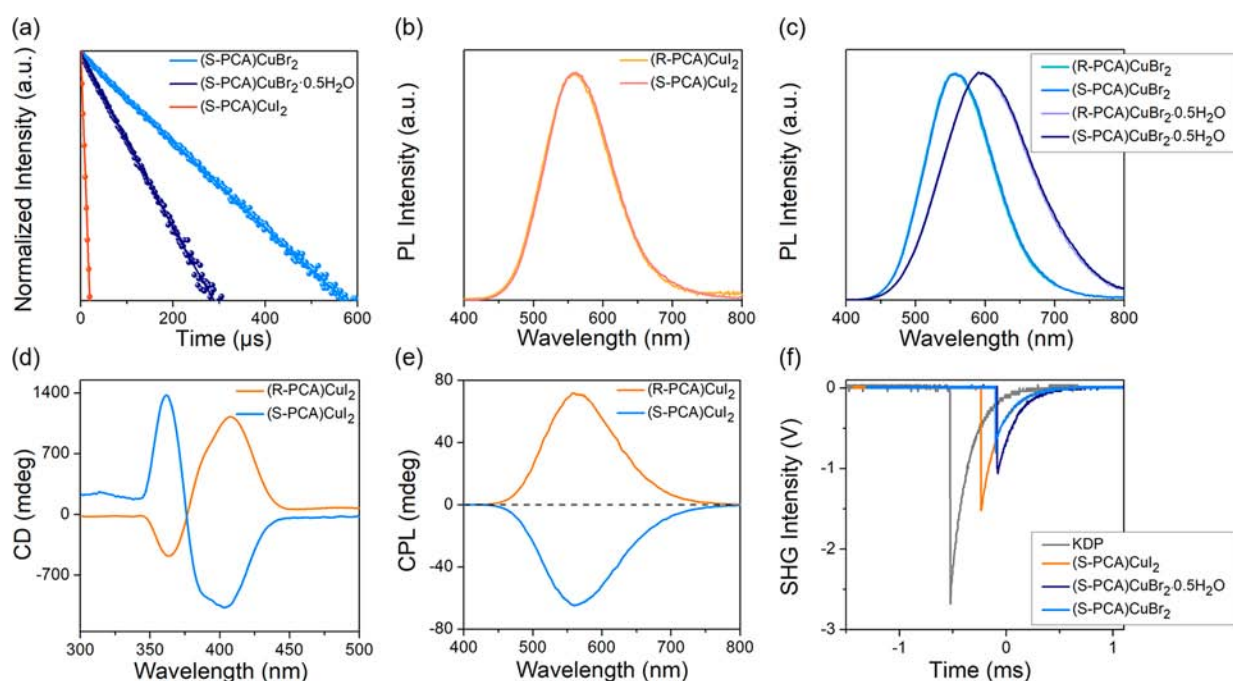 (a)
Normalized Intensity (a.u.)
(S-PCA)CuBr₂
(S-PCA)CuBr₂·0.5H₂O
(S-PCA)CuI₂
0 200 400 600
Time (µs)
(b)
PL Intensity (a.u.)
(R-PCA)CuI₂
(S-PCA)CuI₂
400 500 600 700 800
Wavelength (nm)
(c)
PL Intensity (a.u.)
(R-PCA)CuBr₂
(S-PCA)CuBr₂
(R-PCA)CuBr₂·0.5H₂O
(S-PCA)CuBr₂·0.5H₂O
400 500 600 700 800
Wavelength (nm)
(d)
CD (mdeg)
1400
700
0
-700
(R-PCA)CuI₂
(S-PCA)CuI₂
300 350 400 450 500
Wavelength (nm)
(e)
CPL (mdeg)
80
40
0
-40
-80
(R-PCA)CuI₂
(S-PCA)CuI₂
400 500 600 700 800
Wavelength (nm)
(f)
SHG Intensity (V)
0
-1
-2
-3
KDP
(S-PCA)CuI₂
(S-PCA)CuBr₂·0.5H₂O
(S-PCA)CuBr₂
-1 0 1
Time (ms)